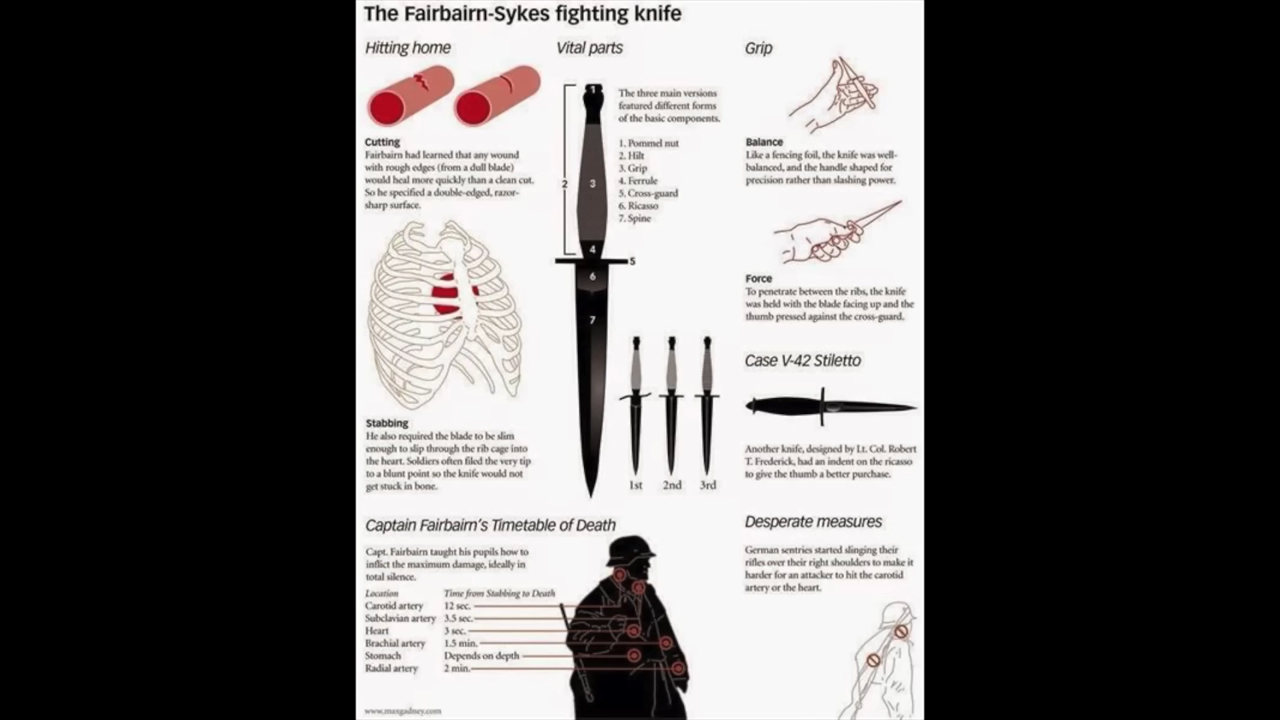 The Fairbairn-Sykes fighting knife
Hitting home
Cutting
Fairbairn had learned that any wound
with rough edges (from a dull blade)
would heal more quickly than a clean cut.
So he specified a double-edged, razor-
sharp surface.
Stabbing
He also required the blade to be slim
enough to slip through the rib cage into
the heart. Soldiers often filed the very tip
to a blunt point so the knife would not
get stuck in bone.
Vital parts
The three main versions
featured different forms
of the basic components.
1. Pommel nut
2. Hilt
3. Grip
4. Ferrule
5. Cross-guard
6. Ricasso
7. Spine
1
2
3
4
5
6
7
1st
2nd
3rd
Grip
Balance
Like a fencing foil, the knife was well-
balanced, and the handle shaped for
precision rather than slashing power.
Force
To penetrate between the ribs, the knife
was held with the blade facing up and the
thumb pressed against the cross-guard.
Case V-42 Stiletto
Another knife, designed by Lt. Col. Robert
T. Frederick, had an indent on the ricasso
to give the thumb a better purchase.
Captain Fairbairn's Timetable of Death
Capt. Fairbairn taught his pupils how to
inflict the maximum damage, ideally in
total silence.
Location Time from Stabbing to Death
Carotid artery 12 sec.
Subclavian artery 3.5 sec.
Heart 3 sec.
Brachial artery 1.5 min.
Stomach Depends on depth
Radial artery 2 min.
Desperate measures
German sentries started slinging their
rifles over their right shoulders to make it
harder for an attacker to hit the carotid
artery or the heart.
www.maxgadney.com